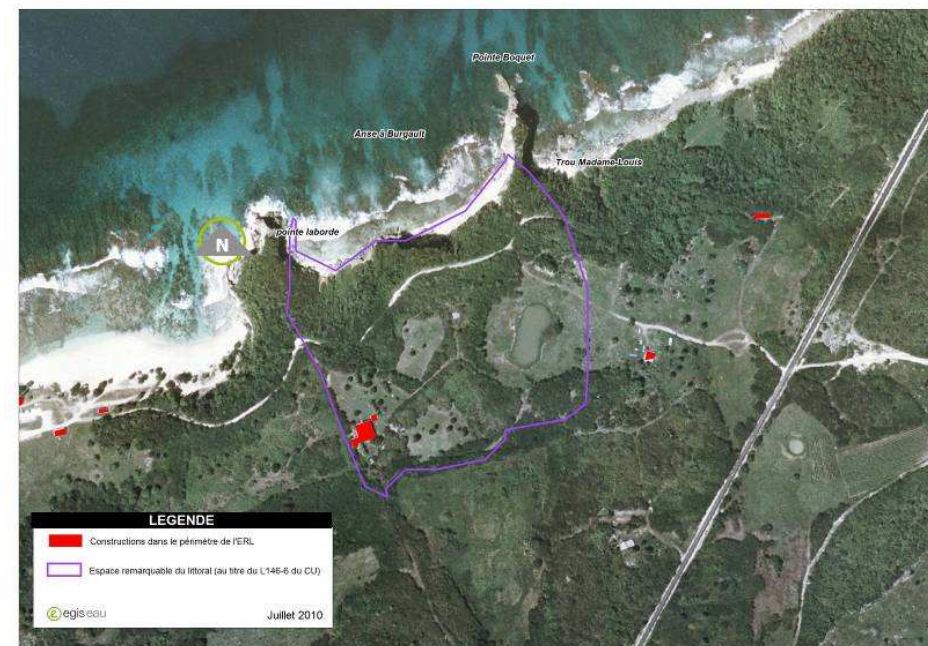 Pointe Boquet
Anse à Burgault
Trou Madame-Louis
pointe laborde
N
LEGENDE
Constructions dans le périmètre de l'ERL
Espace remarquable du littoral (au titre du L146-6 du CU)
egiseau
Juillet 2010